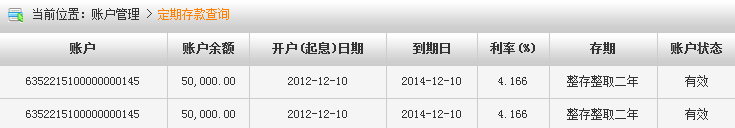 当前位置：账户管理 > 定期存款查询
账户 账户余额 开户(起息)日期 到期日 利率(%) 存期 账户状态
6352215100000000145 50,000.00 2012-12-10 2014-12-10 4.166 整存整取二年 有效
6352215100000000145 50,000.00 2012-12-10 2014-12-10 4.166 整存整取二年 有效